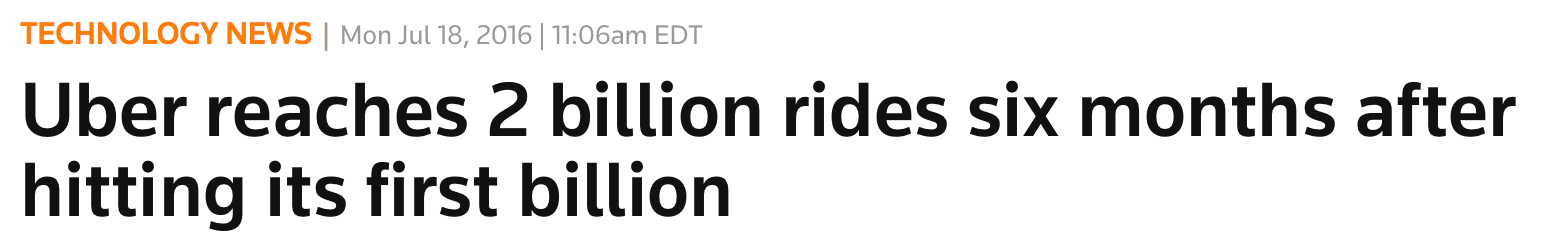 TECHNOLOGY NEWS | Mon Jul 18, 2016 | 11:06am EDT
Uber reaches 2 billion rides six months after
hitting its first billion